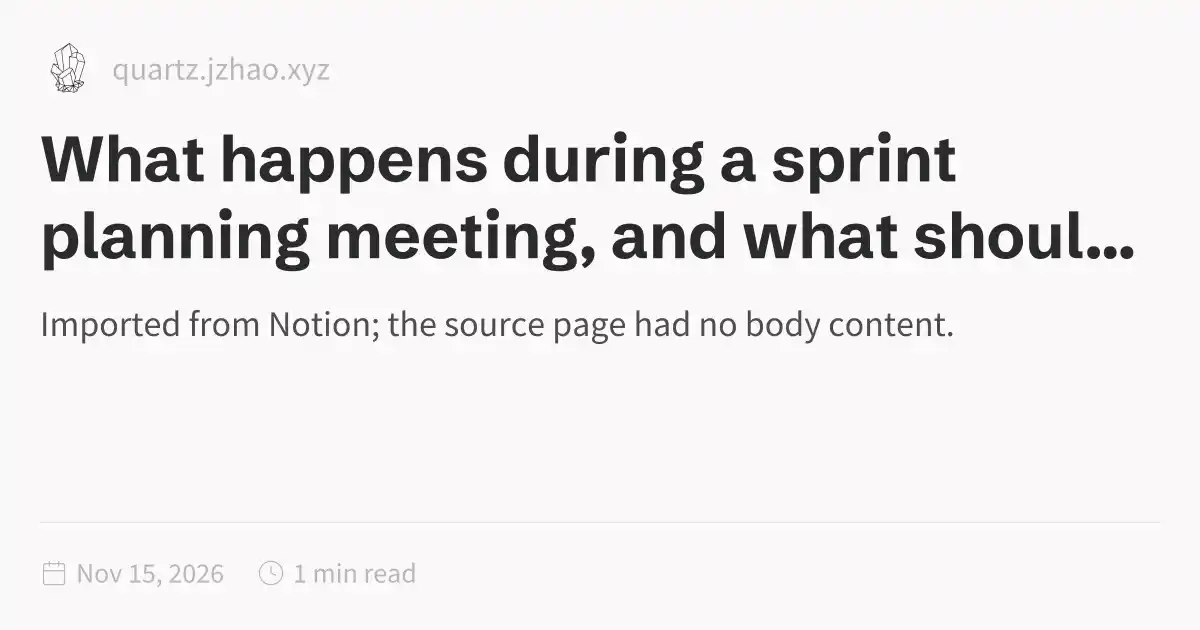 quartz.jzhao.xyz
What happens during a sprint
planning meeting, and what shoul...
Imported from Notion; the source page had no body content.
Nov 15, 2026 1 min read